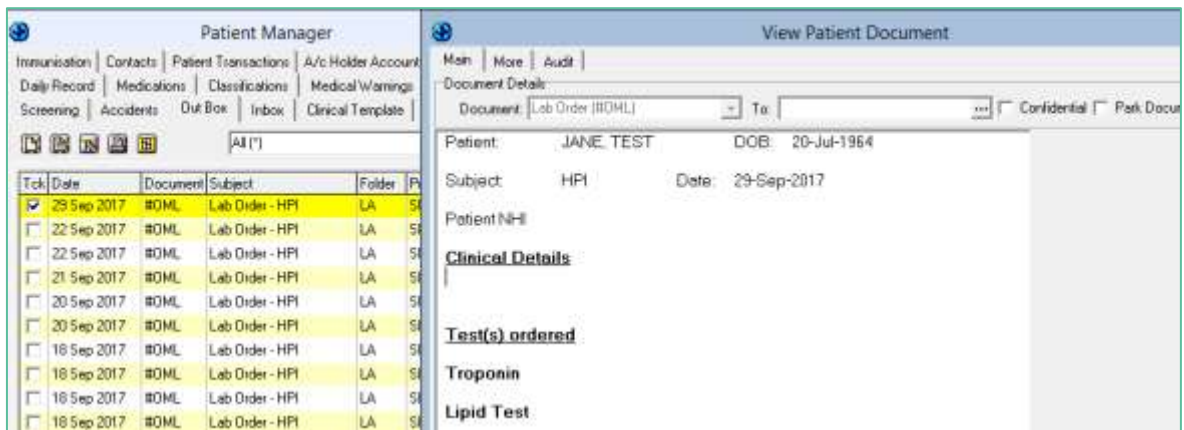 Patient Manager
Immunisation Contacts Patient Transactions A/c Holder Account
Daily Record Medications Classifications Medical Warnings
Screening Accidents Out Box Inbox Clinical Template
All (*)
Tck Date Document Subject Folder
29 Sep 2017 #OML Lab Order - HPI LA
22 Sep 2017 #OML Lab Order - HPI LA
22 Sep 2017 #OML Lab Order - HPI LA
21 Sep 2017 #OML Lab Order - HPI LA
20 Sep 2017 #OML Lab Order - HPI LA
20 Sep 2017 #OML Lab Order - HPI LA
18 Sep 2017 #OML Lab Order - HPI LA
18 Sep 2017 #OML Lab Order - HPI LA
18 Sep 2017 #OML Lab Order - HPI LA
18 Sep 2017 #OML Lab Order - HPI LA
View Patient Document
Main More Audit
Document Details
Document: Lab Order (#OML) To: Confidential Park Docum
Patient: JANE, TEST DOB: 20-Jul-1964
Subject: HPI Date: 29-Sep-2017
Patient NHI
Clinical Details
Test(s) ordered
Troponin
Lipid Test